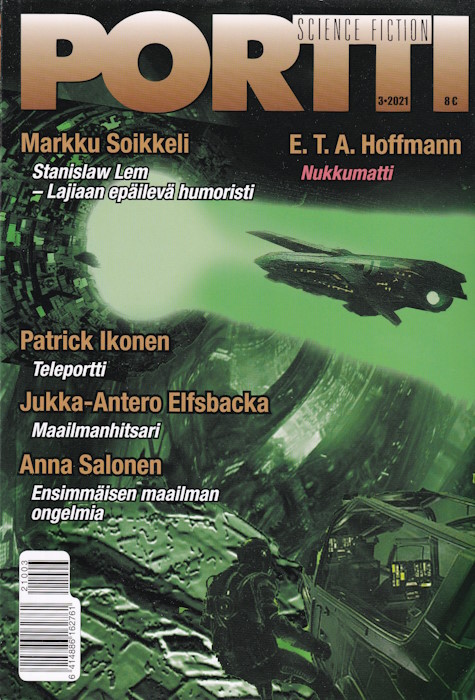 PORTTI
SCIENCE FICTION
3•2021
8 €
Markku Soikkeli
Stanislaw Lem
– Lajiaan epäilevä humoristi
E. T. A. Hoffmann
Nukkumatti
Patrick Ikonen
Teleportti
Jukka-Antero Elfsbacka
Maailmanhitsari
Anna Salonen
Ensimmäisen maailman
ongelmia
21003
6 414886 162761